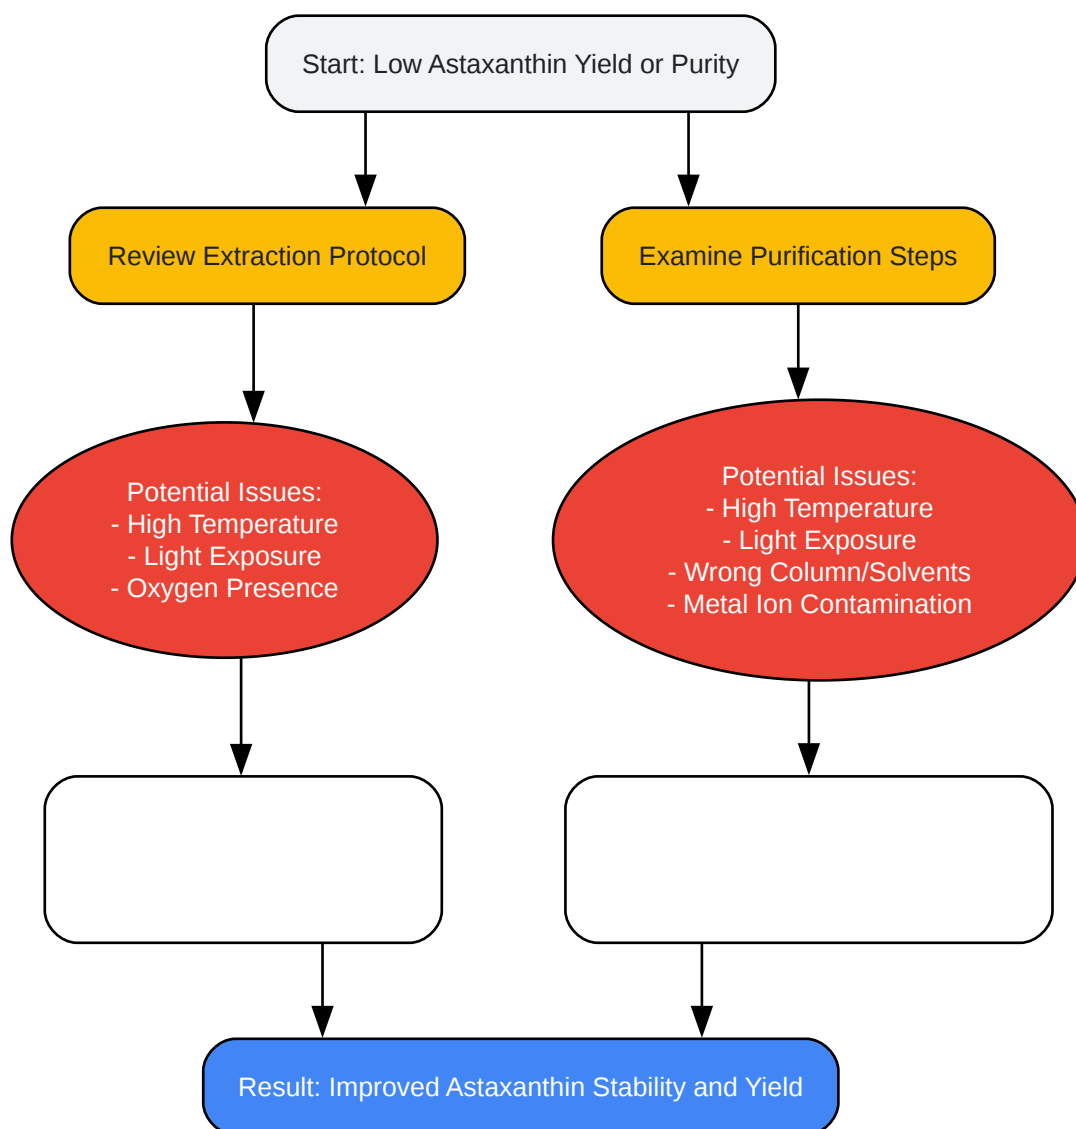 Start: Low Astaxanthin Yield or Purity
Review Extraction Protocol
Examine Purification Steps
Potential Issues:
- High Temperature
- Light Exposure
- Oxygen Presence
Potential Issues:
- High Temperature
- Light Exposure
- Wrong Column/Solvents
- Metal Ion Contamination
Result: Improved Astaxanthin Stability and Yield